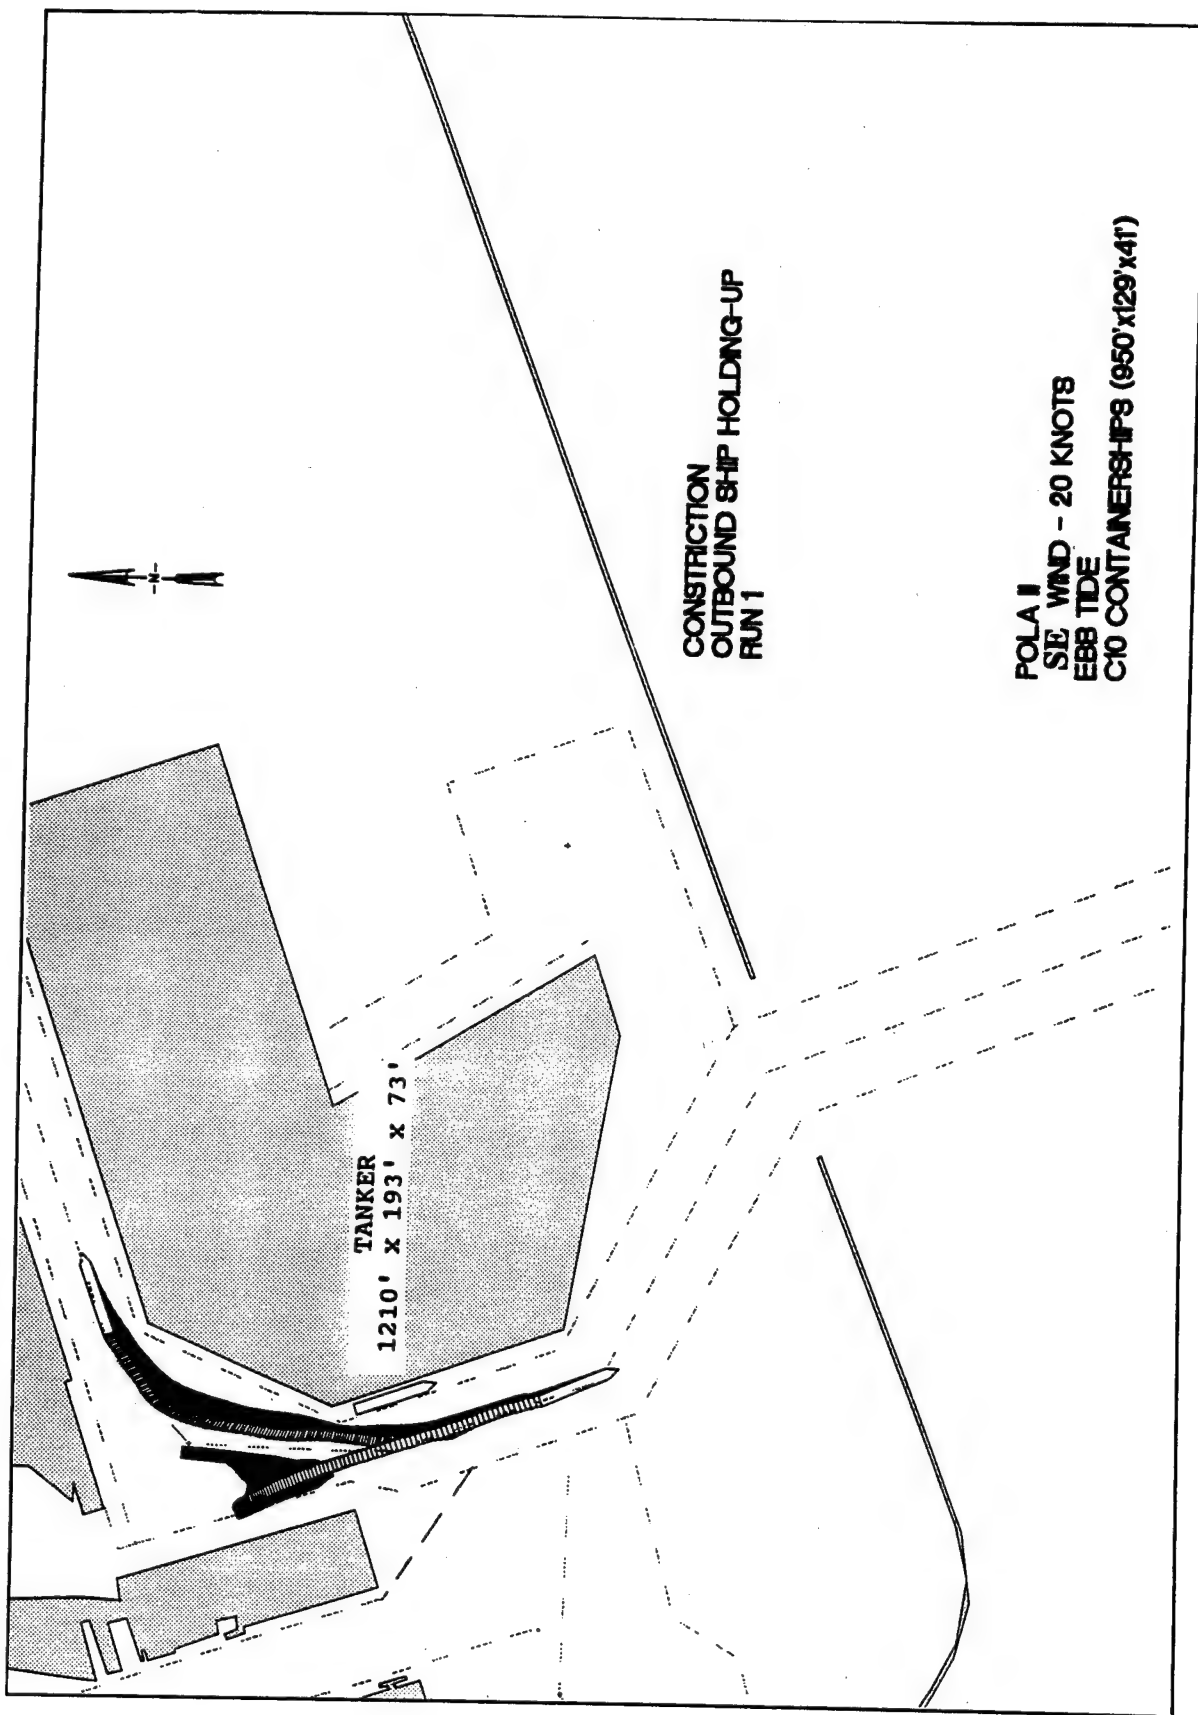 -N-
TANKER
1210' x 193' x 73'
CONSTRICTION
OUTBOUND SHIP HOLDING-UP
RUN 1
POLA II
SE WIND - 20 KNOTS
EBB TIDE
C10 CONTAINERSHIPS (950'x129'x41')